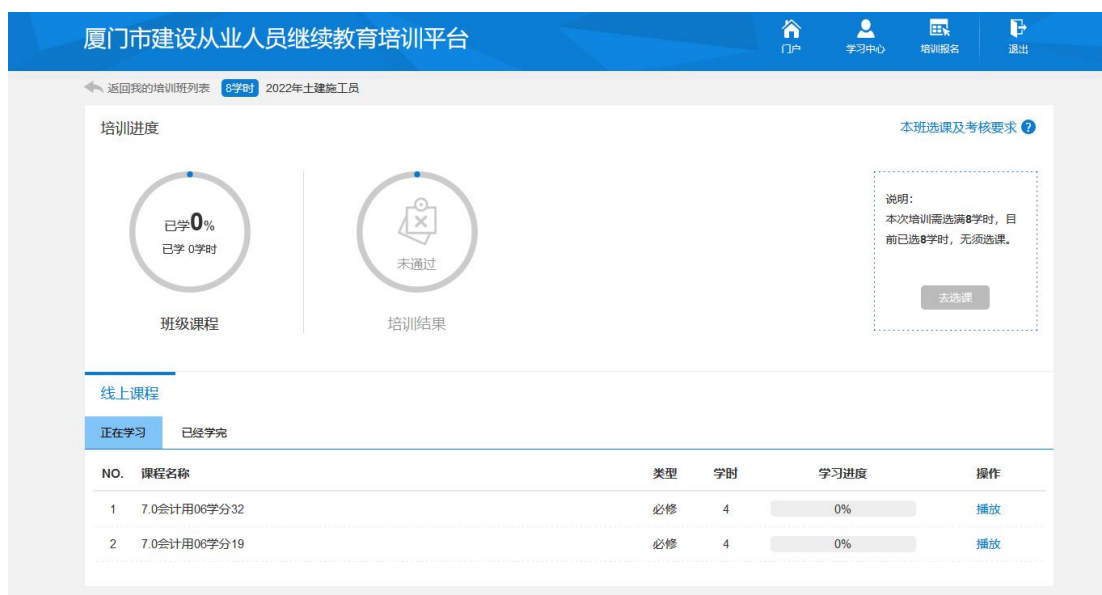 厦门市建设从业人员继续教育培训平台
门户 学习中心 培训报名 退出
返回我的培训班列表 8学时 2022年土建施工员
培训进度 本班选课及考核要求 ?
说明：
本次培训需选满8学时，目
前已选8学时，无须选课。
去选课
已学0%
已学 0学时
班级课程
未通过
培训结果
线上课程
正在学习 已经学完
NO. 课程名称 类型 学时 学习进度 操作
1 7.0会计用06学分32 必修 4 0% 播放
2 7.0会计用06学分19 必修 4 0% 播放